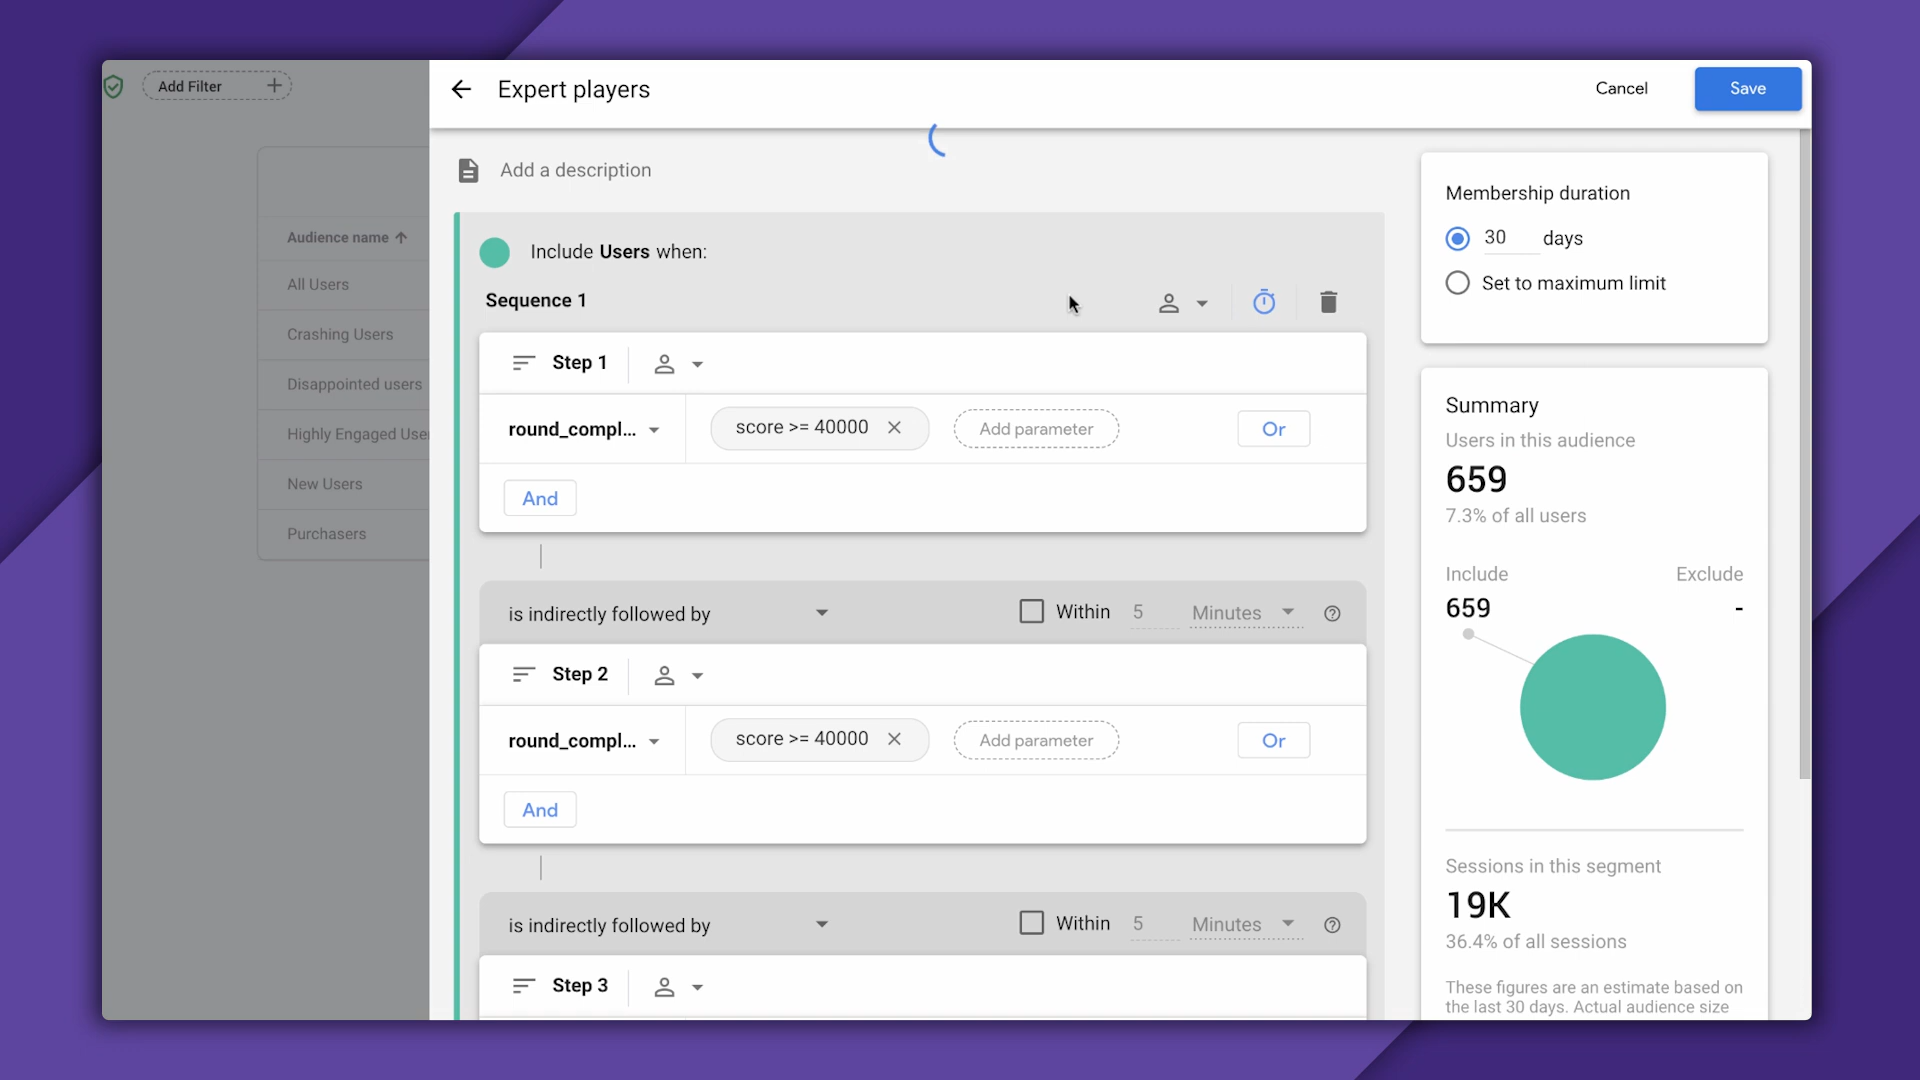 Add Filter
Expert players
Cancel
Save
Add a description
Audience name
All Users
Crashing Users
Disappointed users
Highly Engaged Use
New Users
Purchasers
Include Users when:
Sequence 1
Step 1
round_compl...
score >= 40000
Add parameter
Or
And
is indirectly followed by
Within
5
Minutes
Step 2
round_compl...
score >= 40000
Add parameter
Or
And
is indirectly followed by
Within
5
Minutes
Step 3
Membership duration
30 days
Set to maximum limit
Summary
Users in this audience
659
7.3% of all users
Include
Exclude
659
-
Sessions in this segment
19K
36.4% of all sessions
These figures are an estimate based on
the last 30 days. Actual audience size